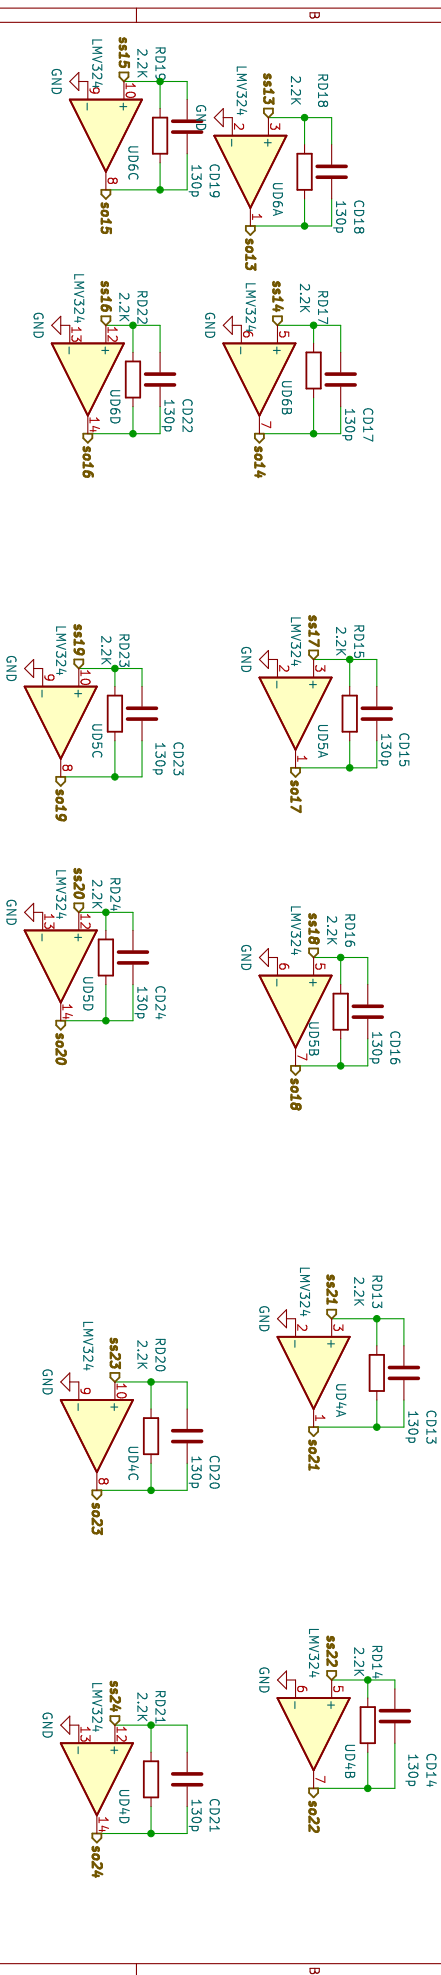 B
ss15
LMV324
GND
9
10
RD19
2.2K
CD19
130p
UD6C
8
so15
ss13
LMV324
GND
2
3
RD18
2.2K
CD18
130p
UD6A
1
so13
ss16
LMV324
GND
13
12
RD22
2.2K
CD22
130p
UD6D
14
so16
ss14
LMV324
GND
6
5
RD17
2.2K
CD17
130p
UD6B
7
so14
ss19
LMV324
GND
9
10
RD23
2.2K
CD23
130p
UD5C
8
so19
ss17
LMV324
GND
2
3
RD15
2.2K
CD15
130p
UD5A
1
so17
ss20
LMV324
GND
13
12
RD24
2.2K
CD24
130p
UD5D
14
so20
ss18
LMV324
GND
6
5
RD16
2.2K
CD16
130p
UD5B
7
so18
ss21
LMV324
GND
2
3
RD13
2.2K
CD13
130p
UD4A
1
so21
ss23
LMV324
GND
9
10
RD20
2.2K
CD20
130p
UD4C
8
so23
ss22
LMV324
GND
6
5
RD14
2.2K
CD14
130p
UD4B
7
so22
ss24
LMV324
GND
13
12
RD21
2.2K
CD21
130p
UD4D
14
so24
B